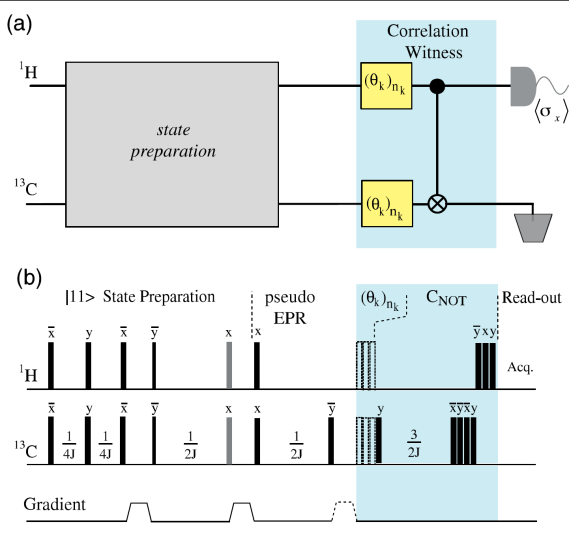 (a)
Correlation
Witness
¹H
(θₖ)ₙₖ
⟨σₓ⟩
state
preparation
¹³C
(θₖ)ₙₖ
(b)
|11> State Preparation
pseudo
EPR
(θₖ)ₙₖ
CNOT
Read-out
x̅ y x̅ y̅ x x y̅ x y
¹H
Acq.
x̅ y x̅ y̅ x x y̅ y x̅ y̅ x̅ y
¹³C
1/4J 1/4J 1/2J 1/2J 3/2J
Gradient